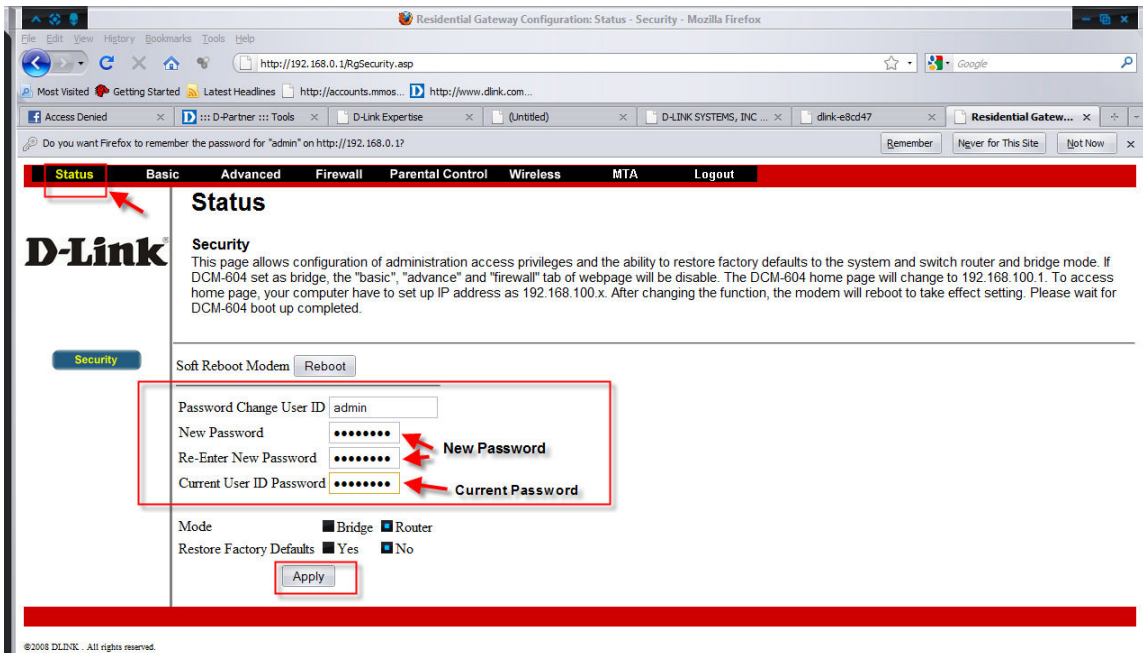 Residential Gateway Configuration: Status - Security - Mozilla Firefox
File Edit View History Bookmarks Tools Help
http://192.168.0.1/RgSecurity.asp
Google
Most Visited Getting Started Latest Headlines http://accounts.mmos... http://www.dlink.com...
Access Denied ::: D-Partner ::: Tools D-Link Expertise (Untitled) D-LINK SYSTEMS, INC ... dlink-e8cd47 Residential Gatew...
Do you want Firefox to remember the password for "admin" on http://192.168.0.1? Remember Never for This Site Not Now
Status Basic Advanced Firewall Parental Control Wireless MTA Logout
Status
D-Link®
Security
This page allows configuration of administration access privileges and the ability to restore factory defaults to the system and switch router and bridge mode. If
DCM-604 set as bridge, the "basic", "advance" and "firewall" tab of webpage will be disable. The DCM-604 home page will change to 192.168.100.1. To access
home page, your computer have to set up IP address as 192.168.100.x. After changing the function, the modem will reboot to take effect setting. Please wait for
DCM-604 boot up completed.
Security
Soft Reboot Modem Reboot
Password Change User ID admin
New Password ••••••••
Re-Enter New Password ••••••••
New Password
Current User ID Password ••••••••
Current Password
Mode Bridge Router
Restore Factory Defaults Yes No
Apply
©2008 DLINK . All rights reserved.